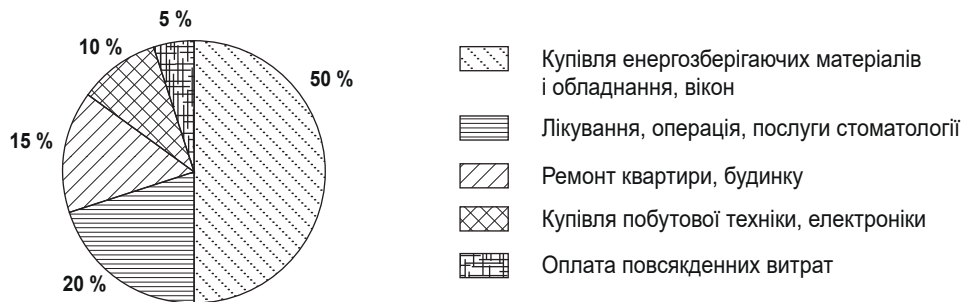 5 %
10 %
50 %
15 %
20 %
Купівля енергозберігаючих матеріалів
і обладнання, вікон
Лікування, операція, послуги стоматології
Ремонт квартири, будинку
Купівля побутової техніки, електроніки
Оплата повсякденних витрат